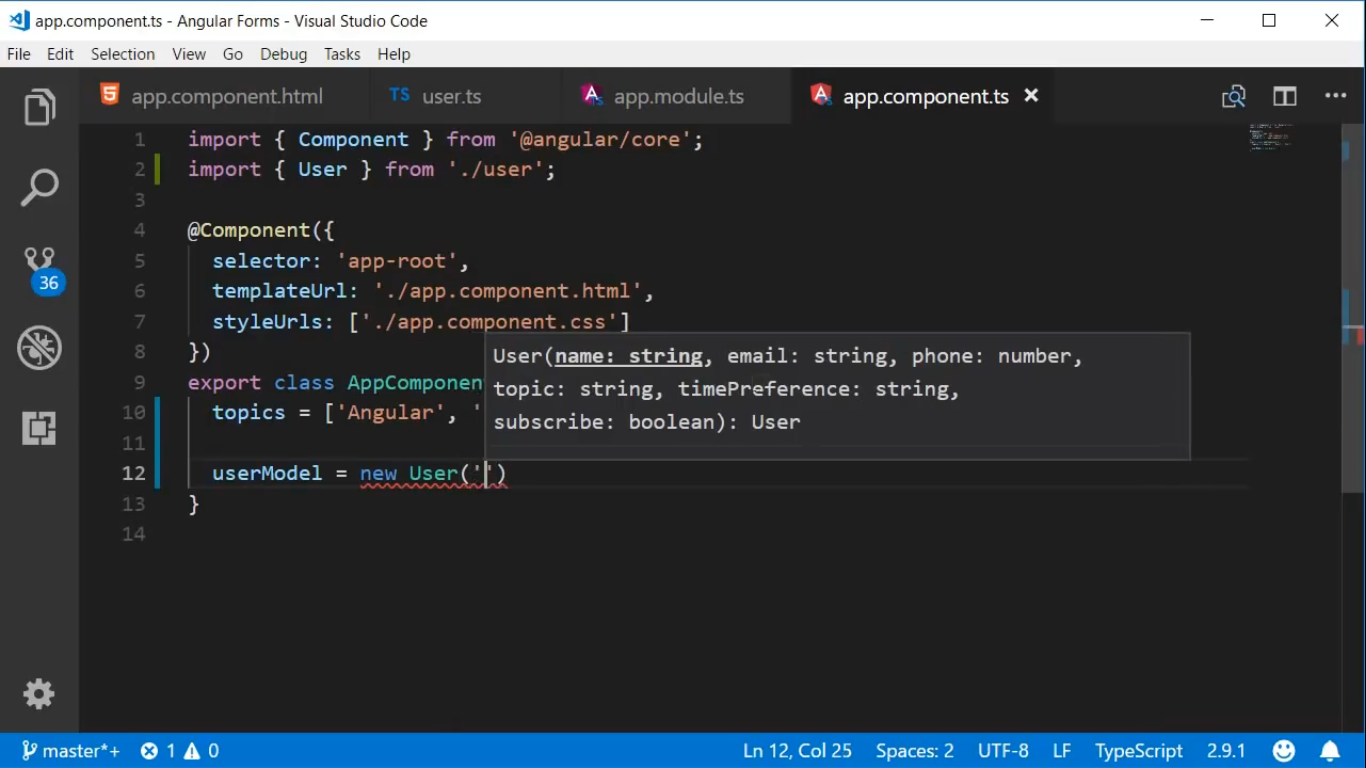 app.component.ts - Angular Forms - Visual Studio Code
File Edit Selection View Go Debug Tasks Help
app.component.html TS user.ts app.module.ts app.component.ts
1 import { Component } from '@angular/core';
2 import { User } from './user';
3
4 @Component({
5 selector: 'app-root',
6 templateUrl: './app.component.html',
7 styleUrls: ['./app.component.css']
8 })
User(name: string, email: string, phone: number,
9 export class AppComponent
topic: string, timePreference: string,
10 topics = ['Angular', '
subscribe: boolean): User
11
12 userModel = new User('')
13 }
14
36
master*+ 1 0 Ln 12, Col 25 Spaces: 2 UTF-8 LF TypeScript 2.9.1